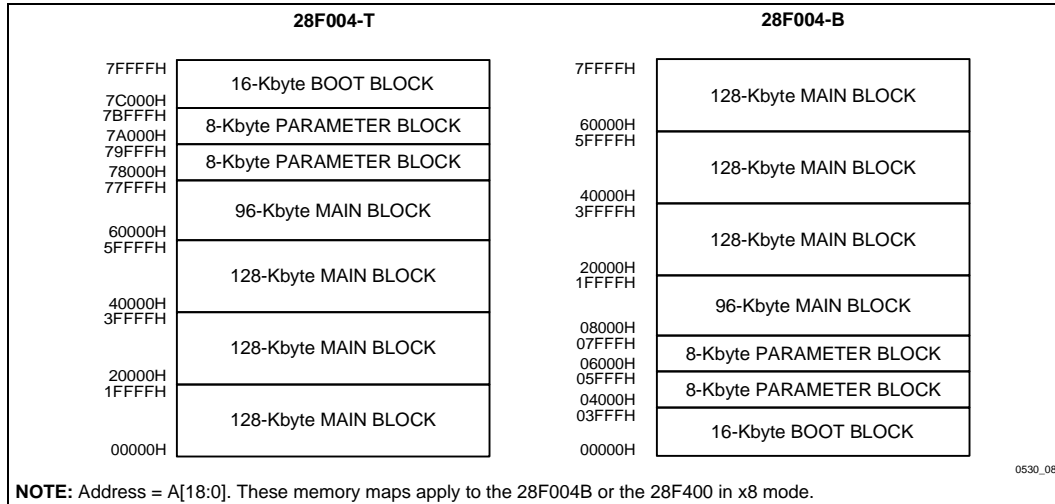 28F004-T
7FFFFH
16-Kbyte BOOT BLOCK
7C000H
7BFFFH
8-Kbyte PARAMETER BLOCK
7A000H
79FFFH
8-Kbyte PARAMETER BLOCK
78000H
77FFFH
96-Kbyte MAIN BLOCK
60000H
5FFFFH
128-Kbyte MAIN BLOCK
40000H
3FFFFH
128-Kbyte MAIN BLOCK
20000H
1FFFFH
128-Kbyte MAIN BLOCK
00000H
28F004-B
7FFFFH
128-Kbyte MAIN BLOCK
60000H
5FFFFH
128-Kbyte MAIN BLOCK
40000H
3FFFFH
128-Kbyte MAIN BLOCK
20000H
1FFFFH
96-Kbyte MAIN BLOCK
08000H
07FFFH
8-Kbyte PARAMETER BLOCK
06000H
05FFFH
8-Kbyte PARAMETER BLOCK
04000H
03FFFH
16-Kbyte BOOT BLOCK
00000H
0530_08
NOTE: Address = A[18:0]. These memory maps apply to the 28F004B or the 28F400 in x8 mode.